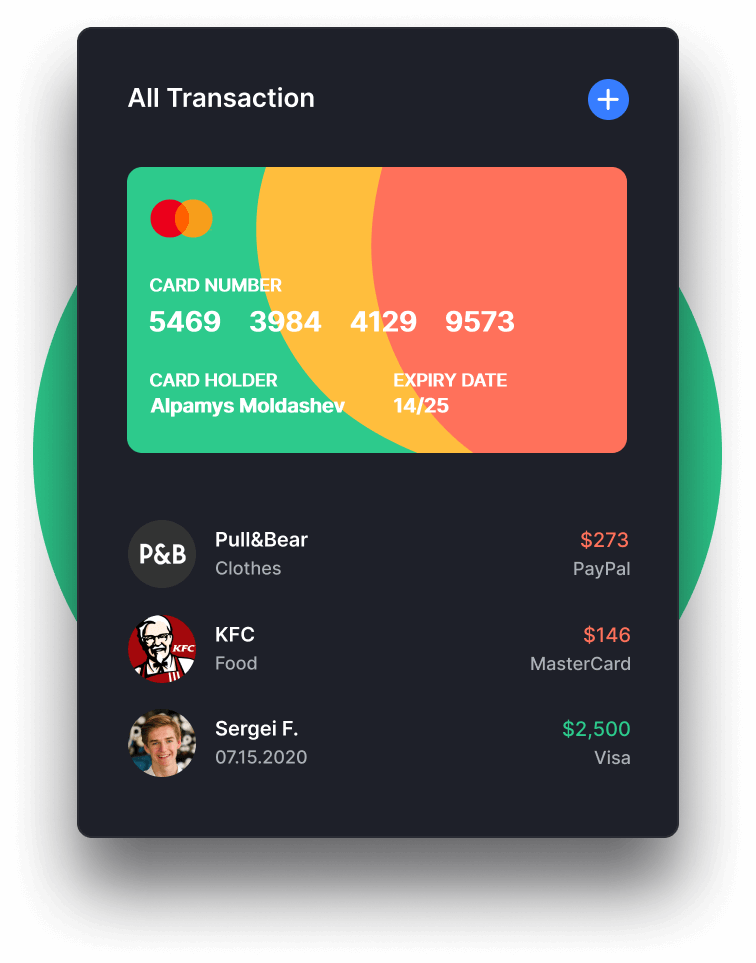 All Transaction
CARD NUMBER
5469 3984 4129 9573
CARD HOLDER EXPIRY DATE
Alpamys Moldashev 14/25
P&B
Pull&Bear $273
Clothes PayPal
KFC
KFC $146
Food MasterCard
Sergei F. $2,500
07.15.2020 Visa